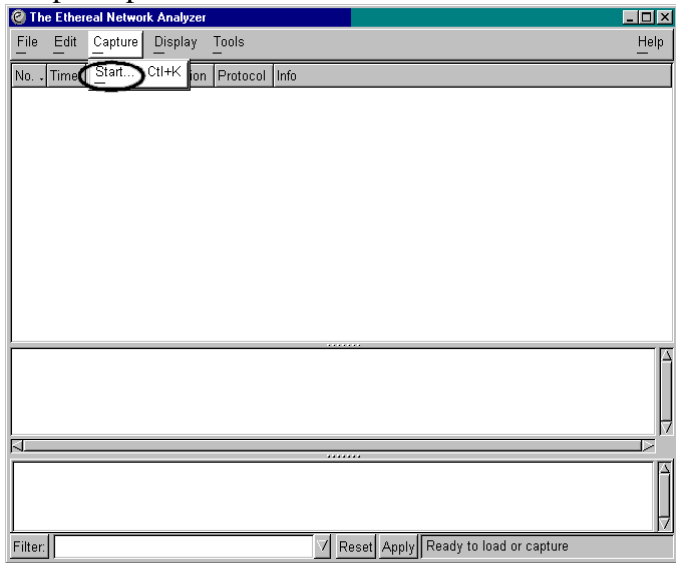 The Ethereal Network Analyzer
File Edit Capture Display Tools Help
No. Time ion Protocol Info
Start... Ctl+K
Filter: Reset Apply Ready to load or capture